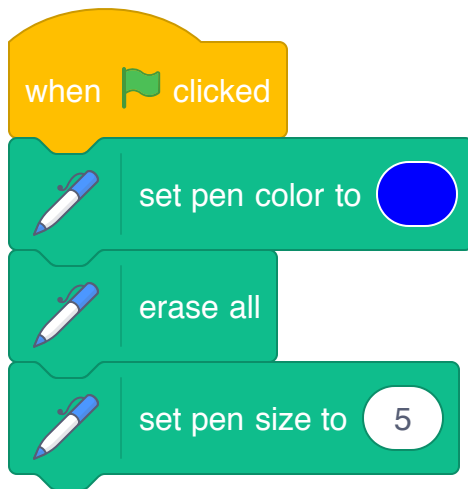 when clicked
set pen color to
erase all
set pen size to 5